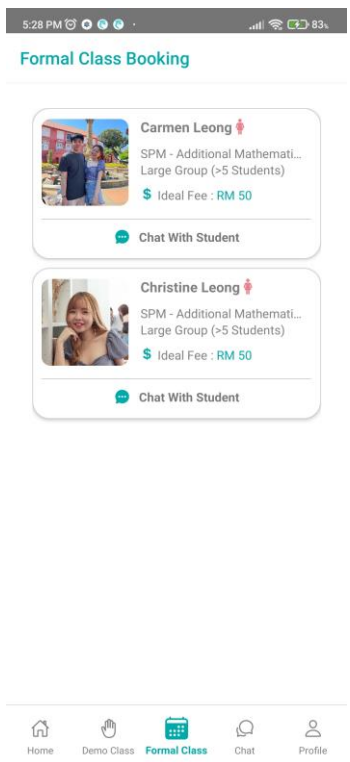 5:28 PM
83%
Formal Class Booking
Carmen Leong
SPM - Additional Mathemati...
Large Group (>5 Students)
$ Ideal Fee : RM 50
Chat With Student
Christine Leong
SPM - Additional Mathemati...
Large Group (>5 Students)
$ Ideal Fee : RM 50
Chat With Student
Home
Demo Class
Formal Class
Chat
Profile